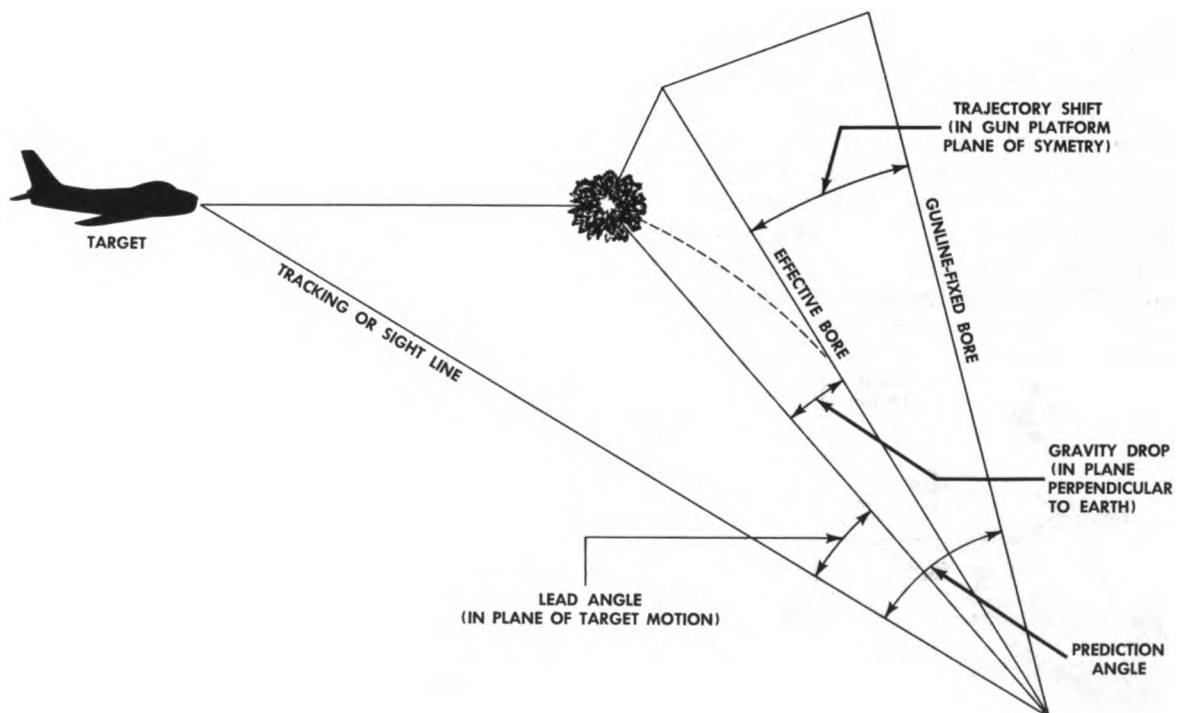 TRAJECTORY SHIFT
(IN GUN PLATFORM
PLANE OF SYMETRY)
TARGET
TRACKING OR SIGHT LINE
EFFECTIVE BORE
GUNLINE-FIXED BORE
GRAVITY DROP
(IN PLANE
PERPENDICULAR
TO EARTH)
LEAD ANGLE
(IN PLANE OF TARGET MOTION)
PREDICTION
ANGLE